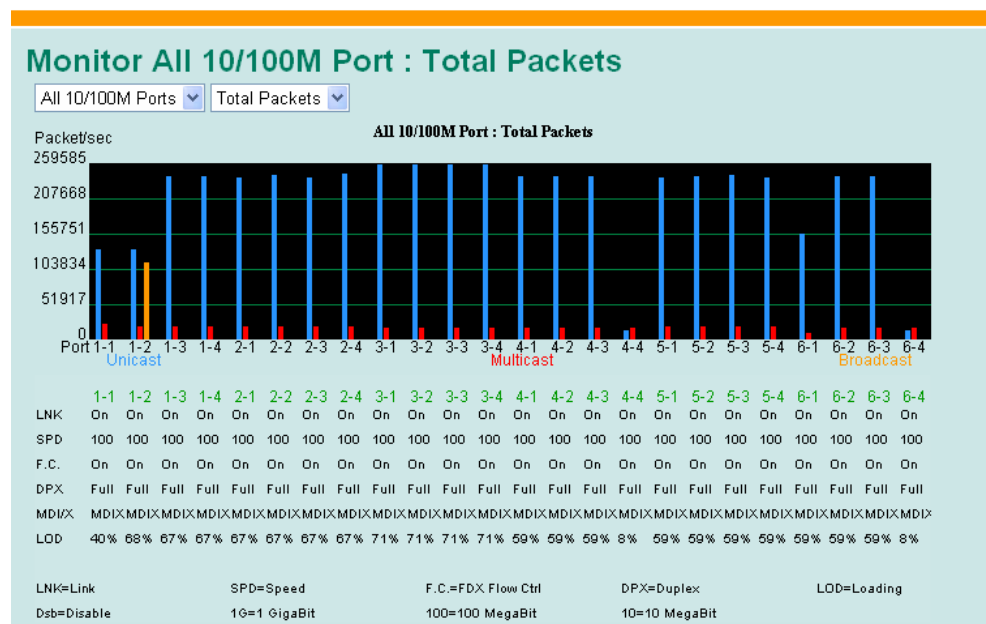 Monitor All 10/100M Port : Total Packets
All 10/100M Ports Total Packets
All 10/100M Port : Total Packets
Packet/sec
259585
207668
155751
103834
51917
0
Port 1-1 1-2 1-3 1-4 2-1 2-2 2-3 2-4 3-1 3-2 3-3 3-4 4-1 4-2 4-3 4-4 5-1 5-2 5-3 5-4 6-1 6-2 6-3 6-4
Unicast Multicast Broadcast
1-1 1-2 1-3 1-4 2-1 2-2 2-3 2-4 3-1 3-2 3-3 3-4 4-1 4-2 4-3 4-4 5-1 5-2 5-3 5-4 6-1 6-2 6-3 6-4
LNK On On On On On On On On On On On On On On On On On On On On On On On On
SPD 100 100 100 100 100 100 100 100 100 100 100 100 100 100 100 100 100 100 100 100 100 100 100 100
F.C. On On On On On On On On On On On On On On On On On On On On On On On On
DPX Full Full Full Full Full Full Full Full Full Full Full Full Full Full Full Full Full Full Full Full Full Full Full Full
MDI/X MDIX MDIX MDIX MDIX MDIX MDIX MDIX MDIX MDIX MDIX MDIX MDIX MDIX MDIX MDIX MDIX MDIX MDIX MDIX MDIX MDIX MDIX MDIX MDIX
LOD 40% 68% 67% 67% 67% 67% 67% 67% 71% 71% 71% 71% 59% 59% 59% 8% 59% 59% 59% 59% 59% 59% 59% 8%
LNK=Link SPD=Speed F.C.=FDX Flow Ctrl DPX=Duplex LOD=Loading
Dsb=Disable 1G=1 GigaBit 100=100 MegaBit 10=10 MegaBit